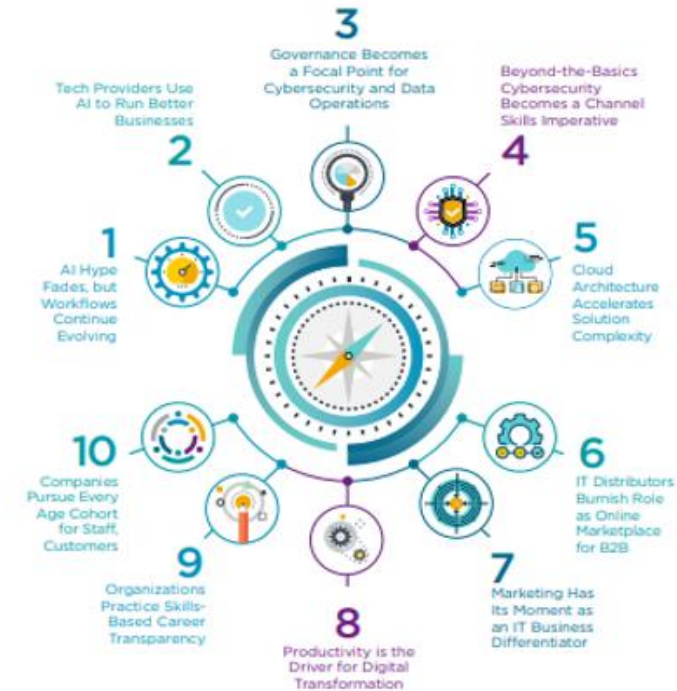 1
AI Hype
Fades, but
Workflows
Continue
Evolving
2
Tech Providers Use
AI to Run Better
Businesses
3
Governance Becomes
a Focal Point for
Cybersecurity and Data
Operations
4
Beyond-the-Basics
Cybersecurity
Becomes a Channel
Skills Imperative
5
Cloud
Architecture
Accelerates
Solution
Complexity
6
IT Distributors
Burnish Role
as Online
Marketplace
for B2B
7
Marketing Has
Its Moment as
an IT Business
Differentiator
8
Productivity is the
Driver for Digital
Transformation
9
Organizations
Practice Skills-
Based Career
Transparency
10
Companies
Pursue Every
Age Cohort
for Staff,
Customers